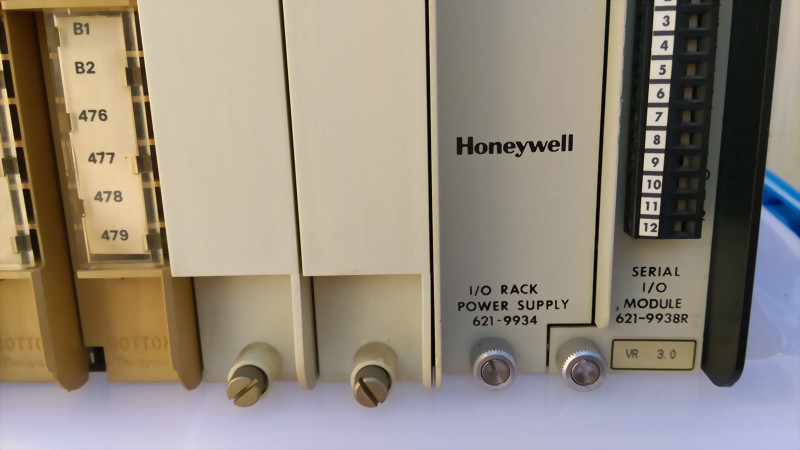 B1
B2
476
477
478
479
Honeywell
I/O RACK
POWER SUPPLY
621-9934
3
4
5
6
7
8
9
10
11
12
SERIAL
I/O
MODULE
621-9938R
VR 3.0